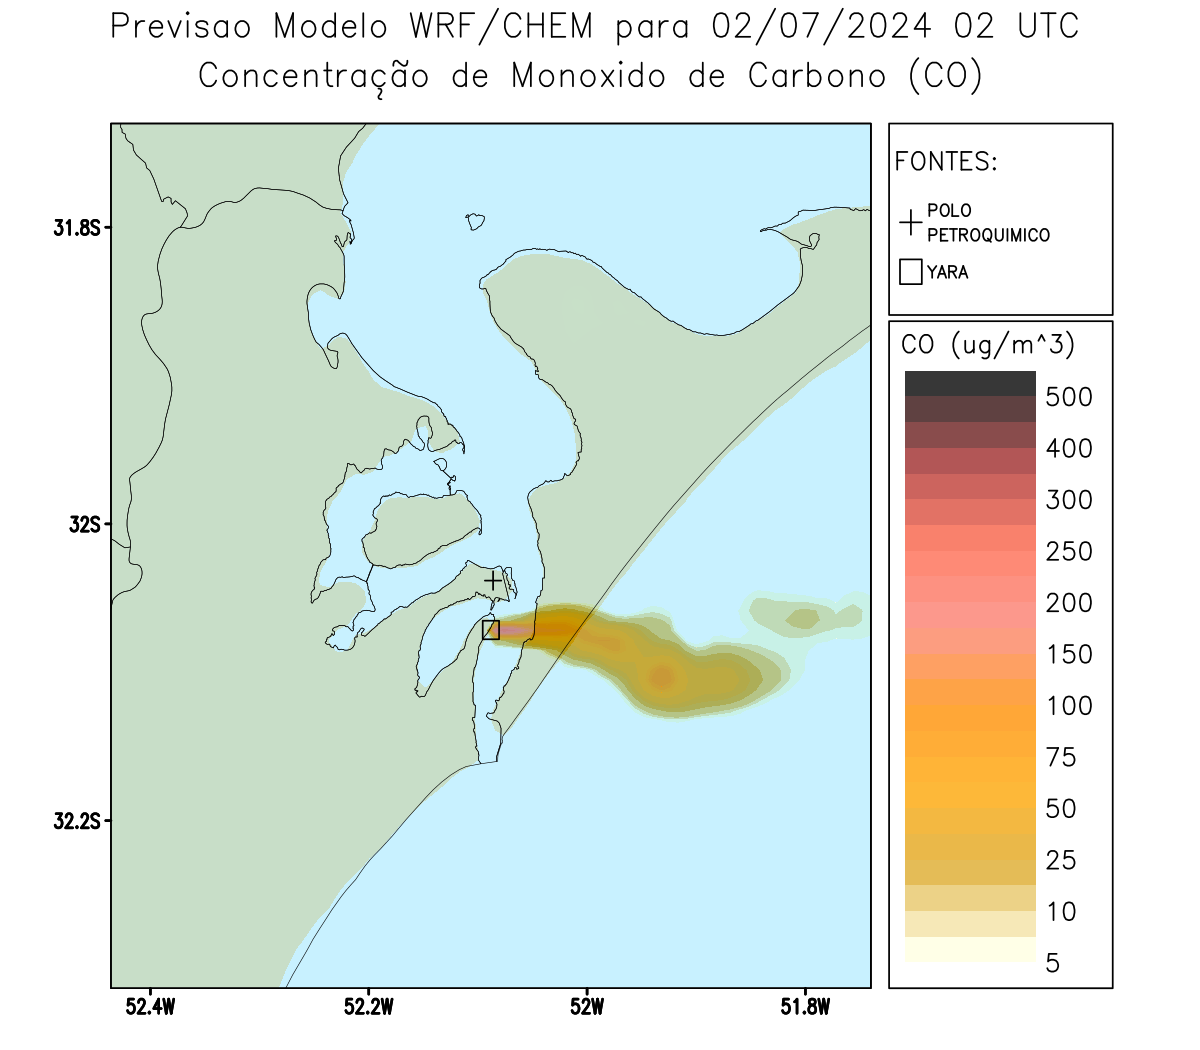 Previsao Modelo WRF/CHEM para 02/07/2024 02 UTC
Concentração de Monoxido de Carbono (CO)
FONTES:
POLO
PETROQUIMICO
YARA
31.8S
32S
32.2S
52.4W
52.2W
52W
51.8W
CO (ug/m^3)
500
400
300
250
200
150
100
75
50
25
10
5